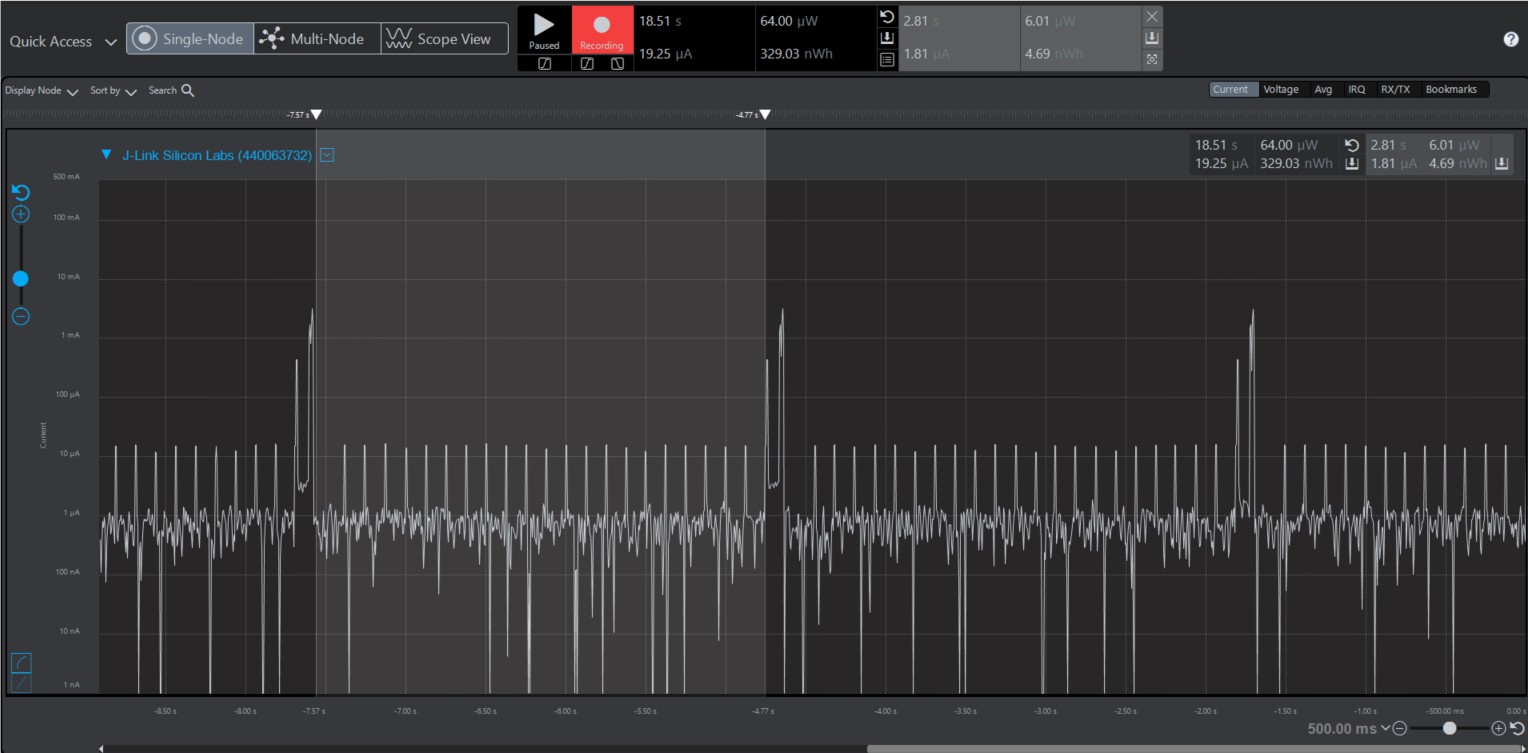 Quick Access
Single-Node
Multi-Node
Scope View
Paused
Recording
18.51 s
64.00 µW
19.25 µA
329.03 nWh
2.81 s
6.01 µW
1.81 µA
4.69 nWh
?
Display Node
Sort by
Search
Current
Voltage
Avg
IRQ
RX/TX
Bookmarks
-7.57 s
-4.77 s
J-Link Silicon Labs (440063732)
18.51 s
64.00 µW
2.81 s
6.01 µW
19.25 µA
329.03 nWh
1.81 µA
4.69 nWh
500 mA
100 mA
10 mA
1 mA
100 µA
10 µA
1 µA
100 nA
10 nA
1 nA
Current
-8.50 s
-8.00 s
-7.57 s
-7.00 s
-6.50 s
-6.00 s
-5.50 s
-4.77 s
-4.00 s
-3.50 s
-3.00 s
-2.50 s
-2.00 s
-1.50 s
-1.00 s
-500.00 ms
0.00 s
500.00 ms